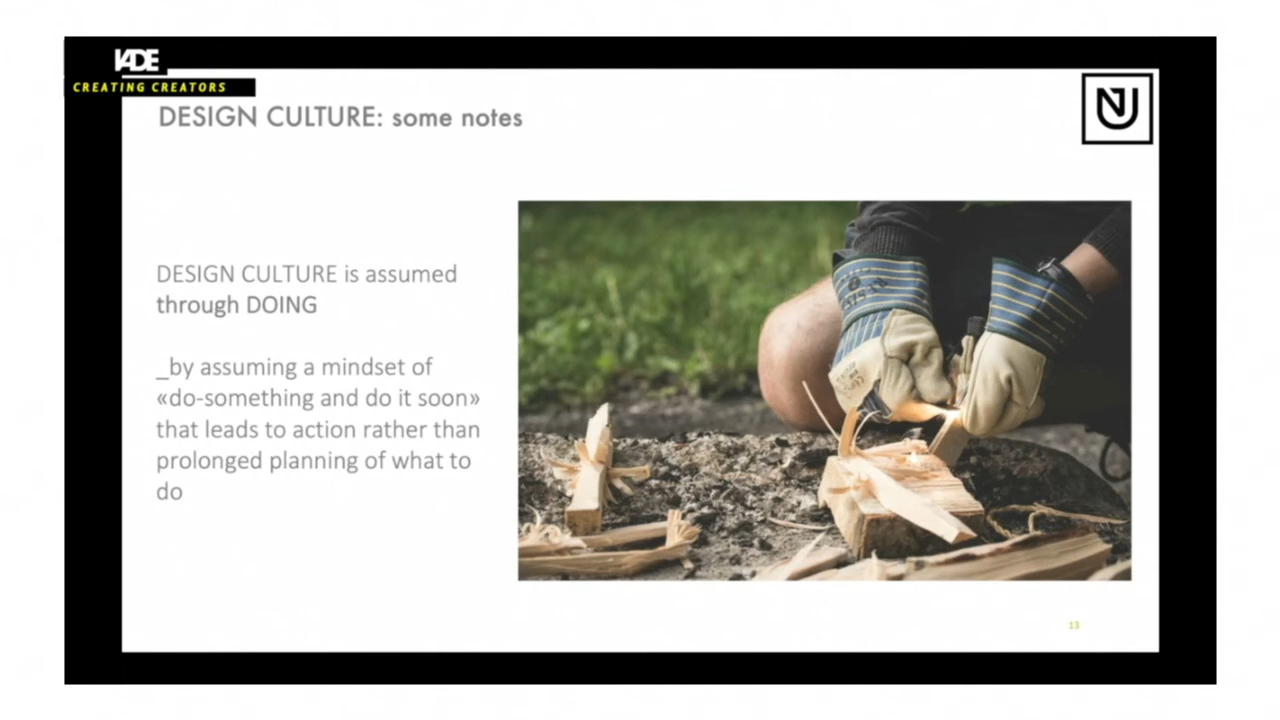 IADE
CREATING CREATORS
DESIGN CULTURE: some notes
DESIGN CULTURE is assumed
through DOING
_by assuming a mindset of
«do-something and do it soon»
that leads to action rather than
prolonged planning of what to
do
13